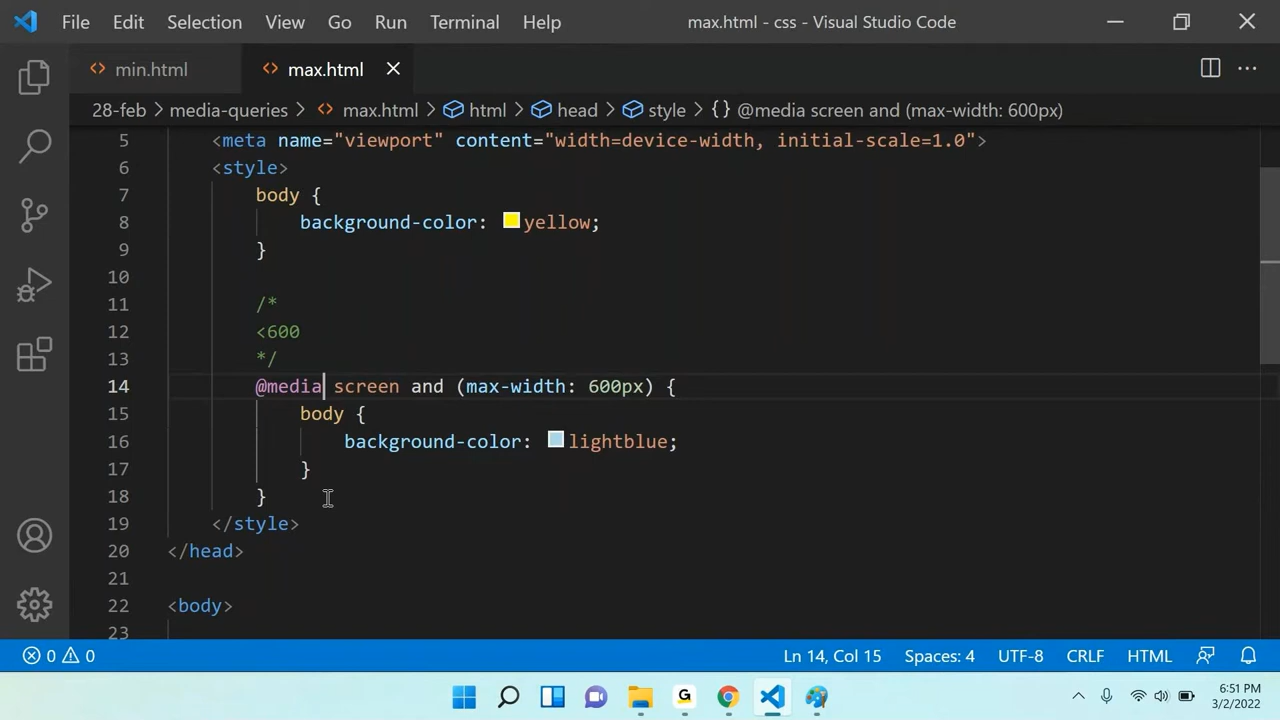 File Edit Selection View Go Run Terminal Help max.html - css - Visual Studio Code
min.html max.html
28-feb > media-queries > max.html > html > head > style > {} @media screen and (max-width: 600px)
5 <meta name="viewport" content="width=device-width, initial-scale=1.0">
6 <style>
7 body {
8 background-color: yellow;
9 }
10
11 /*
12 <600
13 */
14 @media screen and (max-width: 600px) {
15 body {
16 background-color: lightblue;
17 }
18 }
19 </style>
20 </head>
21
22 <body>
23
0 0 Ln 14, Col 15 Spaces: 4 UTF-8 CRLF HTML
G 6:51 PM
3/2/2022